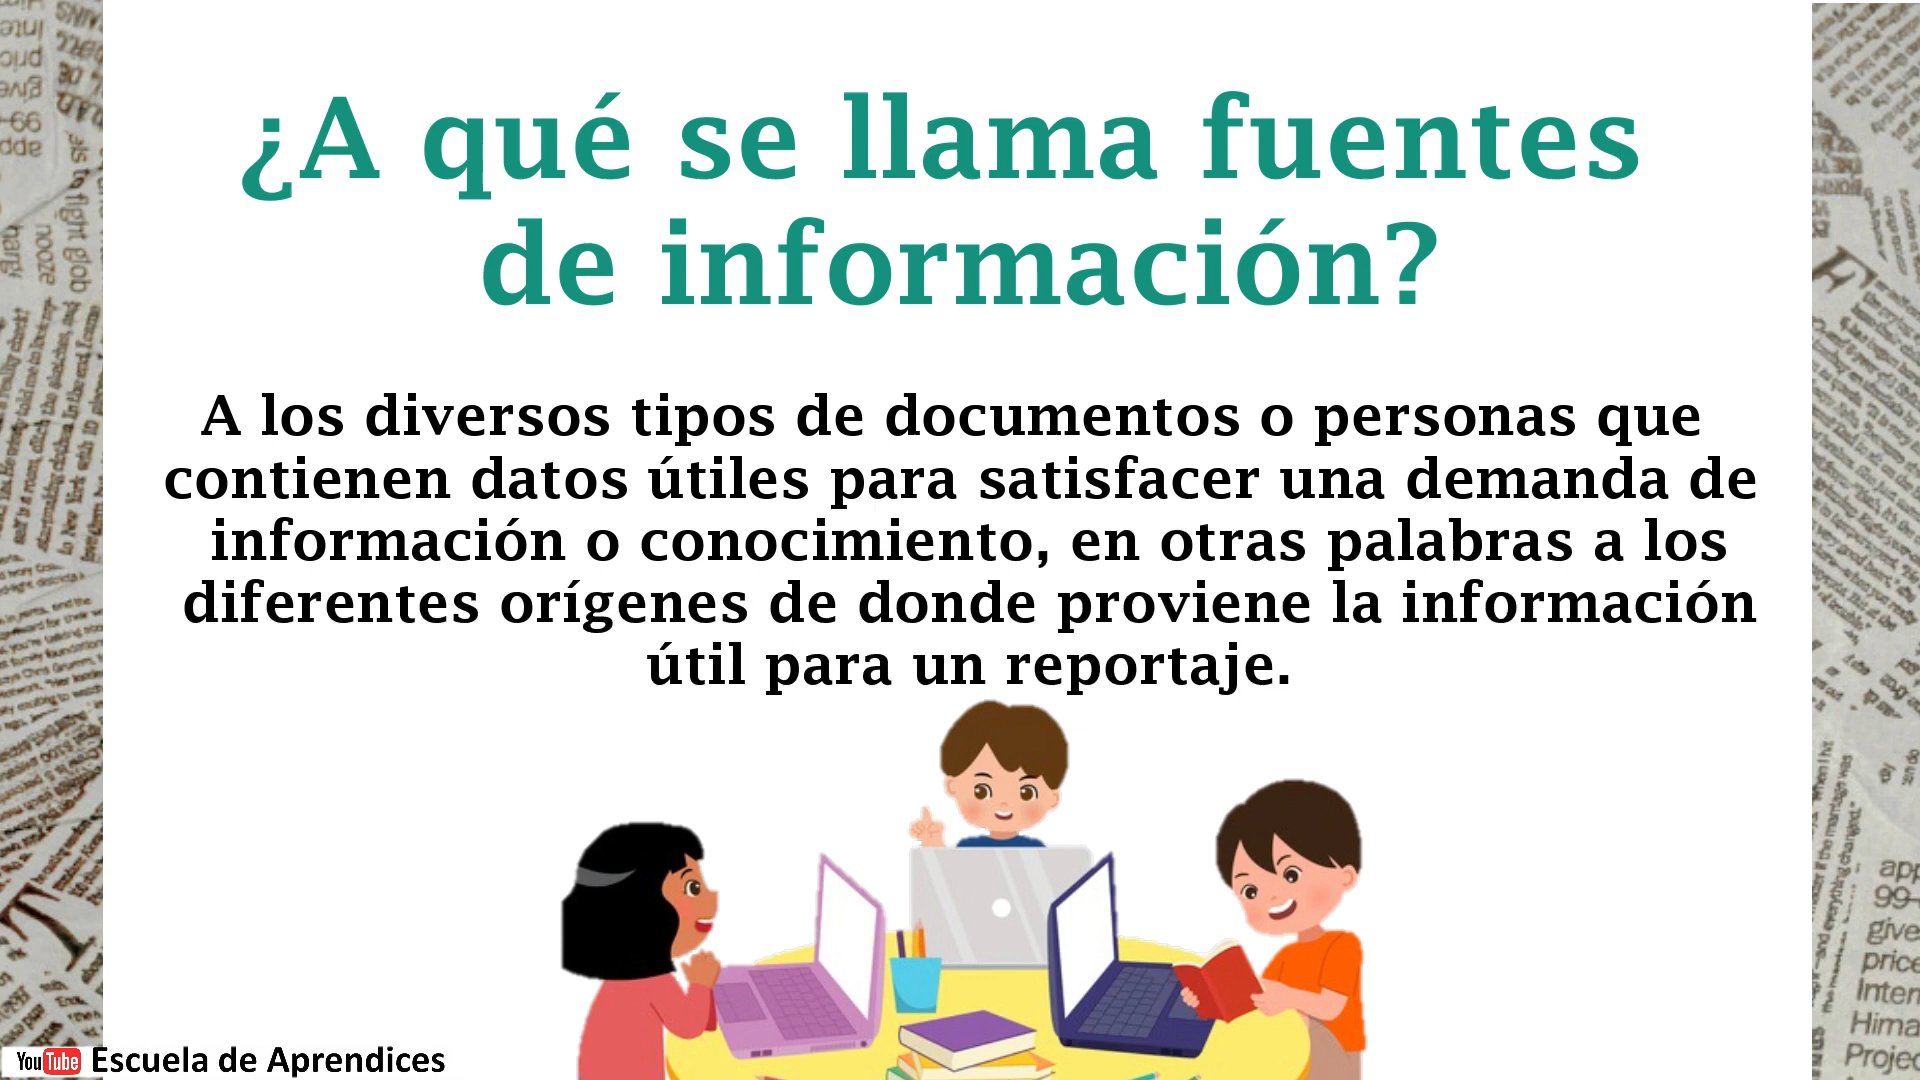 ¿A qué se llama fuentes
de información?
A los diversos tipos de documentos o personas que
contienen datos útiles para satisfacer una demanda de
información o conocimiento, en otras palabras a los
diferentes orígenes de donde proviene la información
útil para un reportaje.
YouTube Escuela de Aprendices